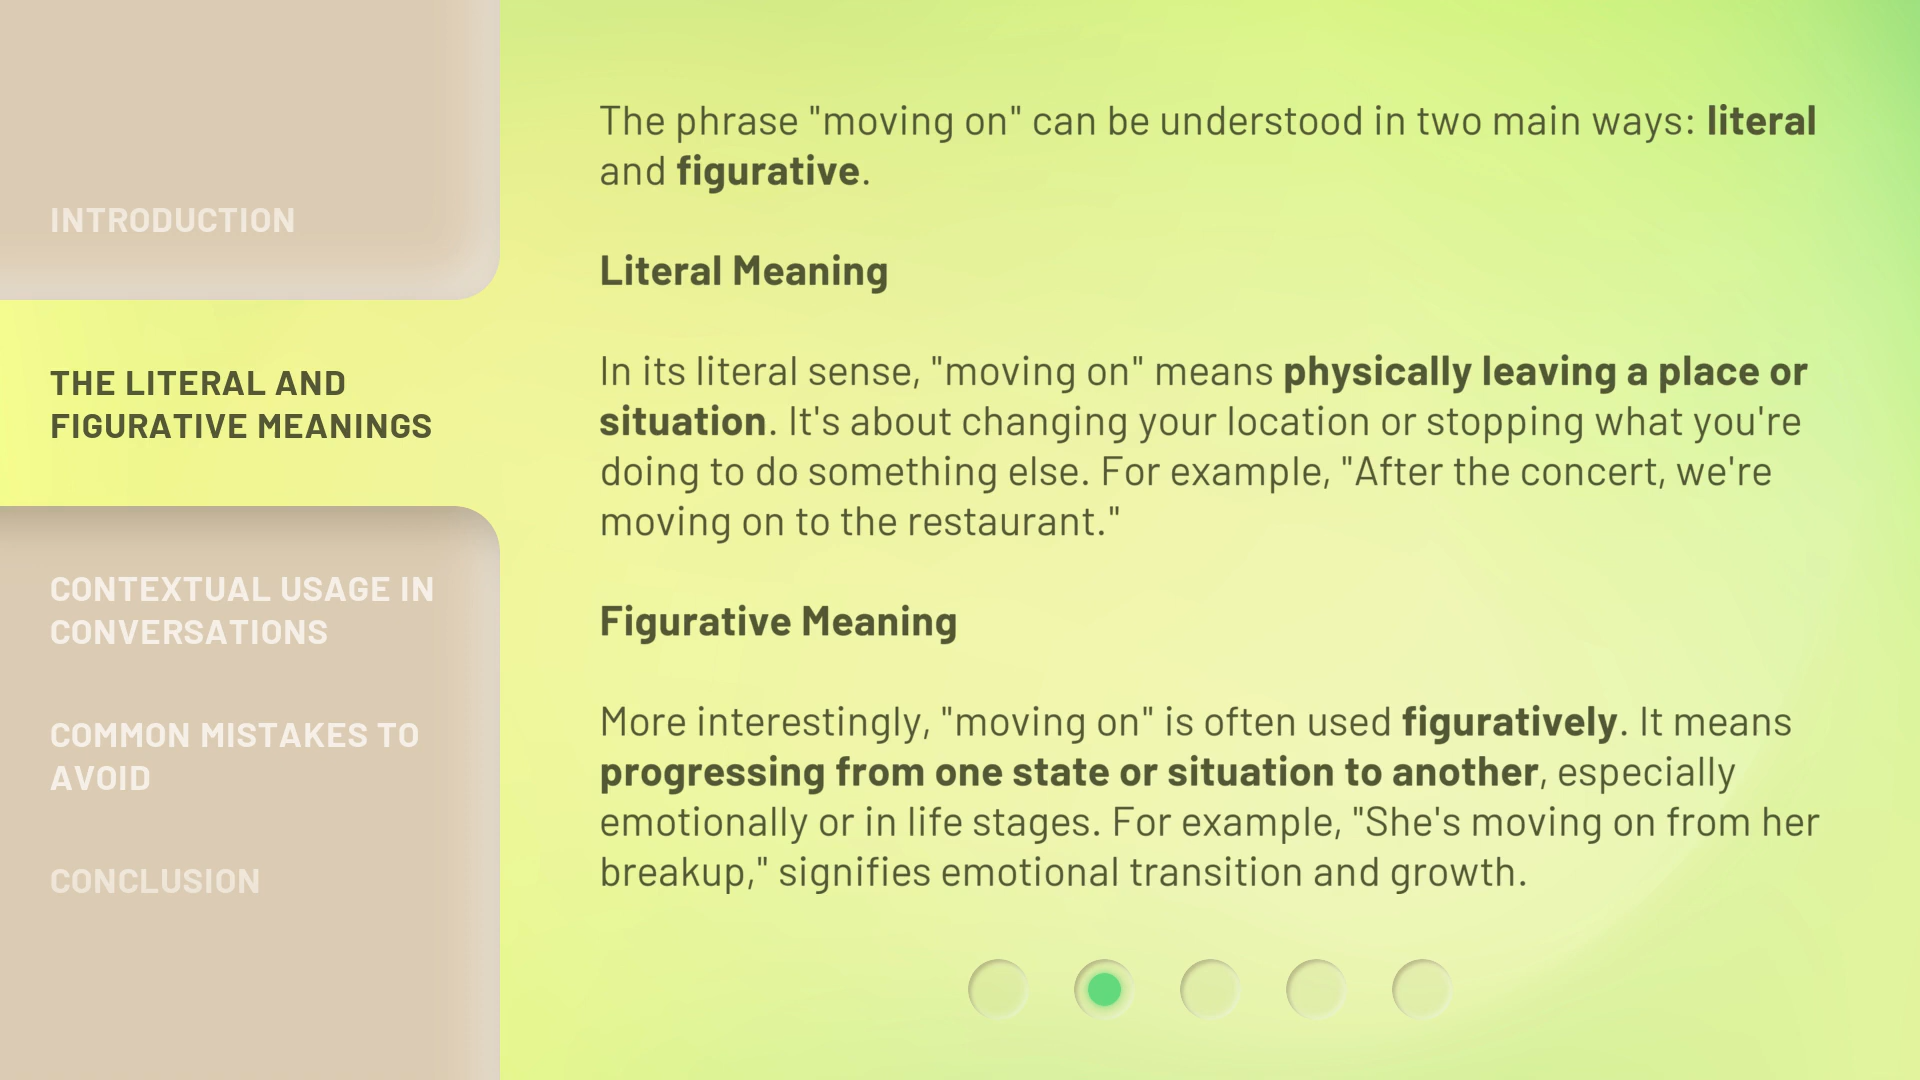 INTRODUCTION
THE LITERAL AND
FIGURATIVE MEANINGS
CONTEXTUAL USAGE IN
CONVERSATIONS
COMMON MISTAKES TO
AVOID
CONCLUSION
The phrase "moving on" can be understood in two main ways: literal
and figurative.
Literal Meaning
In its literal sense, "moving on" means physically leaving a place or
situation. It's about changing your location or stopping what you're
doing to do something else. For example, "After the concert, we're
moving on to the restaurant."
Figurative Meaning
More interestingly, "moving on" is often used figuratively. It means
progressing from one state or situation to another, especially
emotionally or in life stages. For example, "She's moving on from her
breakup," signifies emotional transition and growth.